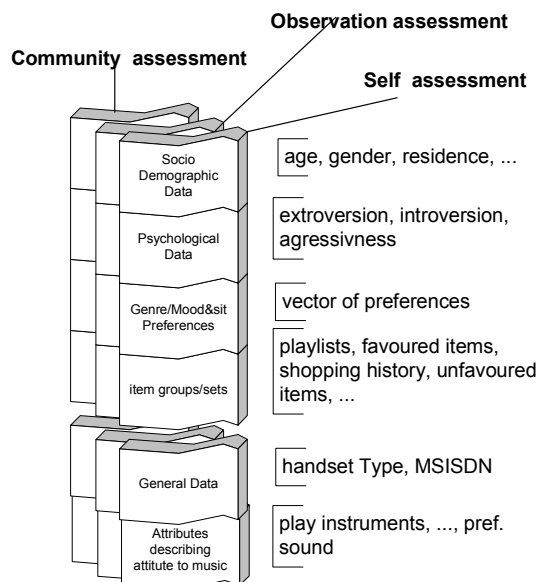 Observation assessment
Community assessment
Self assessment
Socio
Demographic
Data
age, gender, residence, ...
Psychological
Data
extroversion, introversion,
agressivness
Genre/Mood&sit
Preferences
vector of preferences
item groups/sets
playlists, favoured items,
shopping history, unfavoured
items, ...
General Data
handset Type, MSISDN
Attributes
describing
attitute to music
play instruments, ..., pref.
sound